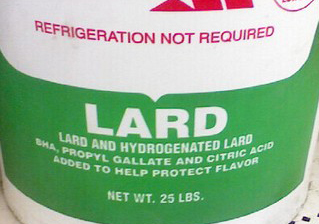 REFRIGERATION NOT REQUIRED
LARD
LARD AND HYDROGENATED LARD
BHA, PROPYL GALLATE AND CITRIC ACID
ADDED TO HELP PROTECT FLAVOR
NET WT. 25 LBS.